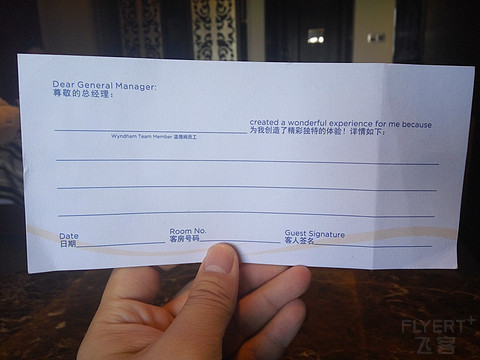 Dear General Manager:
尊敬的总经理：
created a wonderful experience for me because
Wyndham Team Member 温德姆员工
为我创造了精彩独特的体验！详情如下：
Date
日期
Room No.
客房号码
Guest Signature
客人签名
FLYERT+
飞客